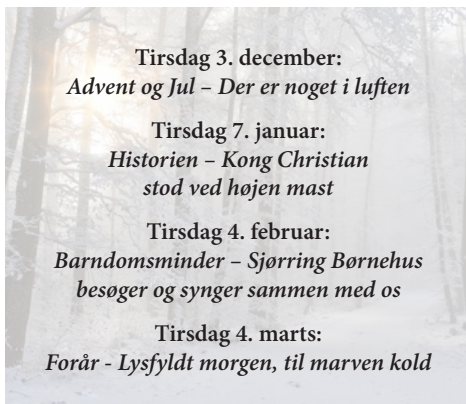 Tirsdag 3. december:
Advent og Jul – Der er noget i luften
Tirsdag 7. januar:
Historien – Kong Christian
stod ved højen mast
Tirsdag 4. februar:
Barndomsminder – Sjørring Børnehus
besøger og synger sammen med os
Tirsdag 4. marts:
Forår - Lysfyldt morgen, til marven kold